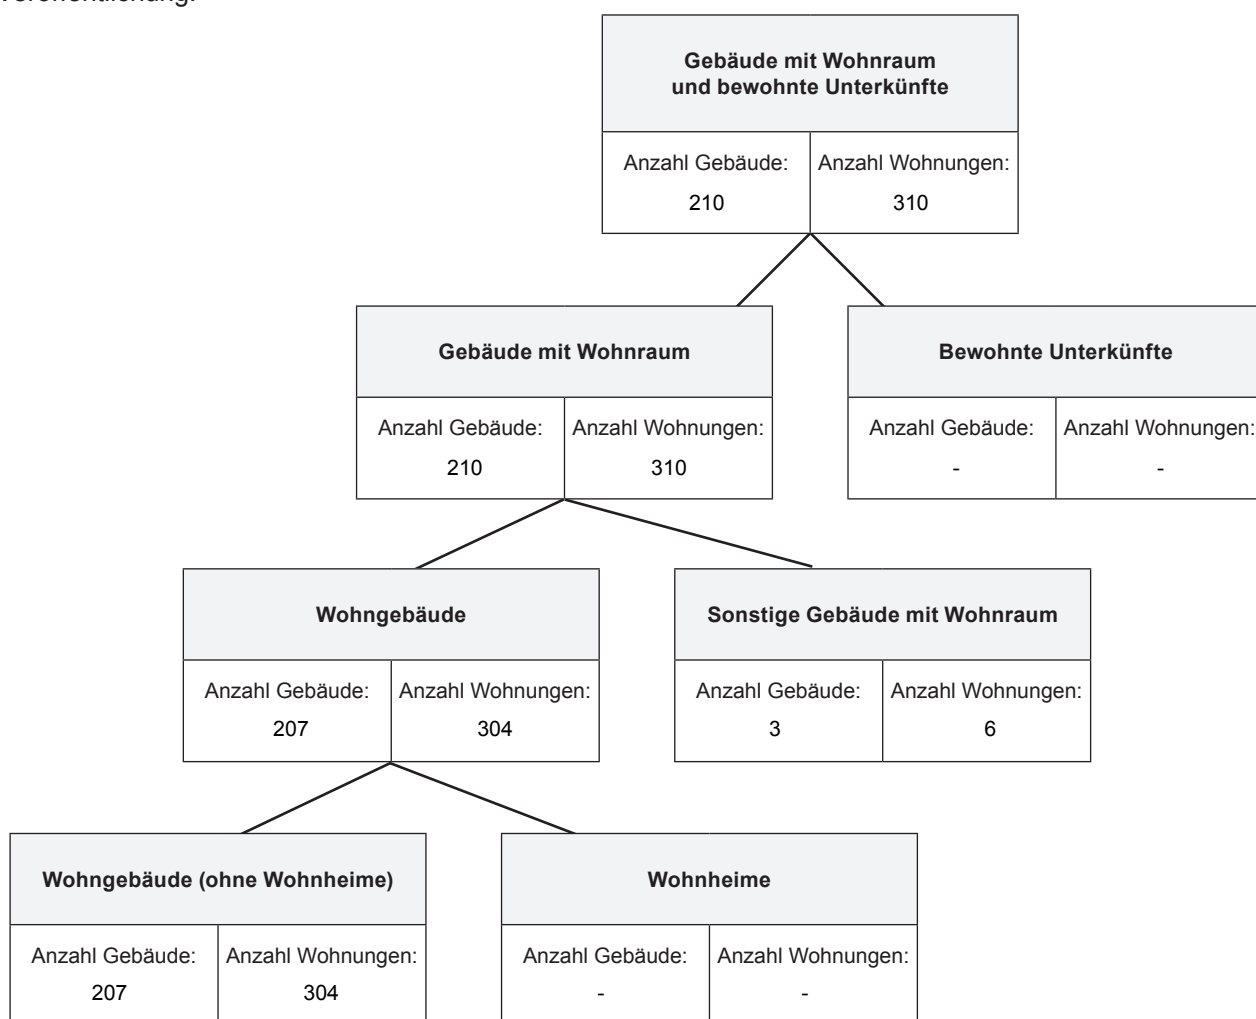 Veröffentlichung.
Gebäude mit Wohnraum
und bewohnte Unterkünfte
Anzahl Gebäude: Anzahl Wohnungen:
210 310
Gebäude mit Wohnraum
Anzahl Gebäude: Anzahl Wohnungen:
210 310
Bewohnte Unterkünfte
Anzahl Gebäude: Anzahl Wohnungen:
- -
Wohngebäude
Anzahl Gebäude: Anzahl Wohnungen:
207 304
Sonstige Gebäude mit Wohnraum
Anzahl Gebäude: Anzahl Wohnungen:
3 6
Wohngebäude (ohne Wohnheime)
Anzahl Gebäude: Anzahl Wohnungen:
207 304
Wohnheime
Anzahl Gebäude: Anzahl Wohnungen:
- -